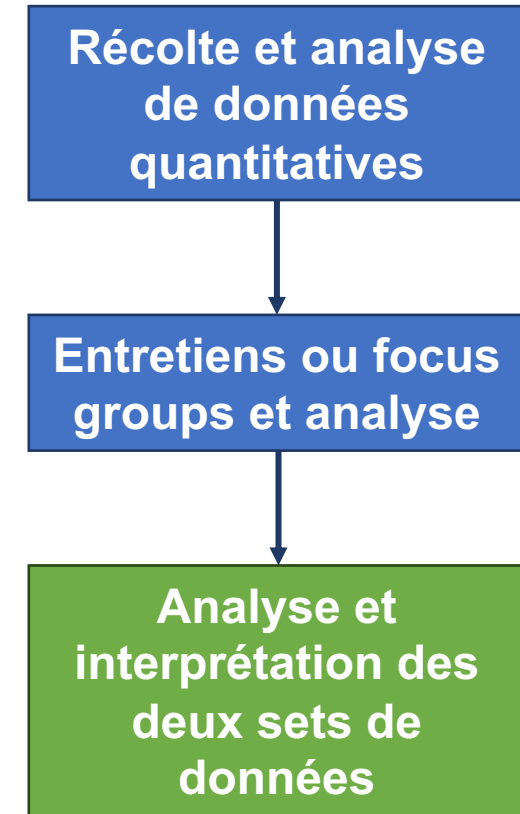 Récolte et analyse
de données
quantitatives
Entretiens ou focus
groups et analyse
Analyse et
interprétation des
deux sets de
données